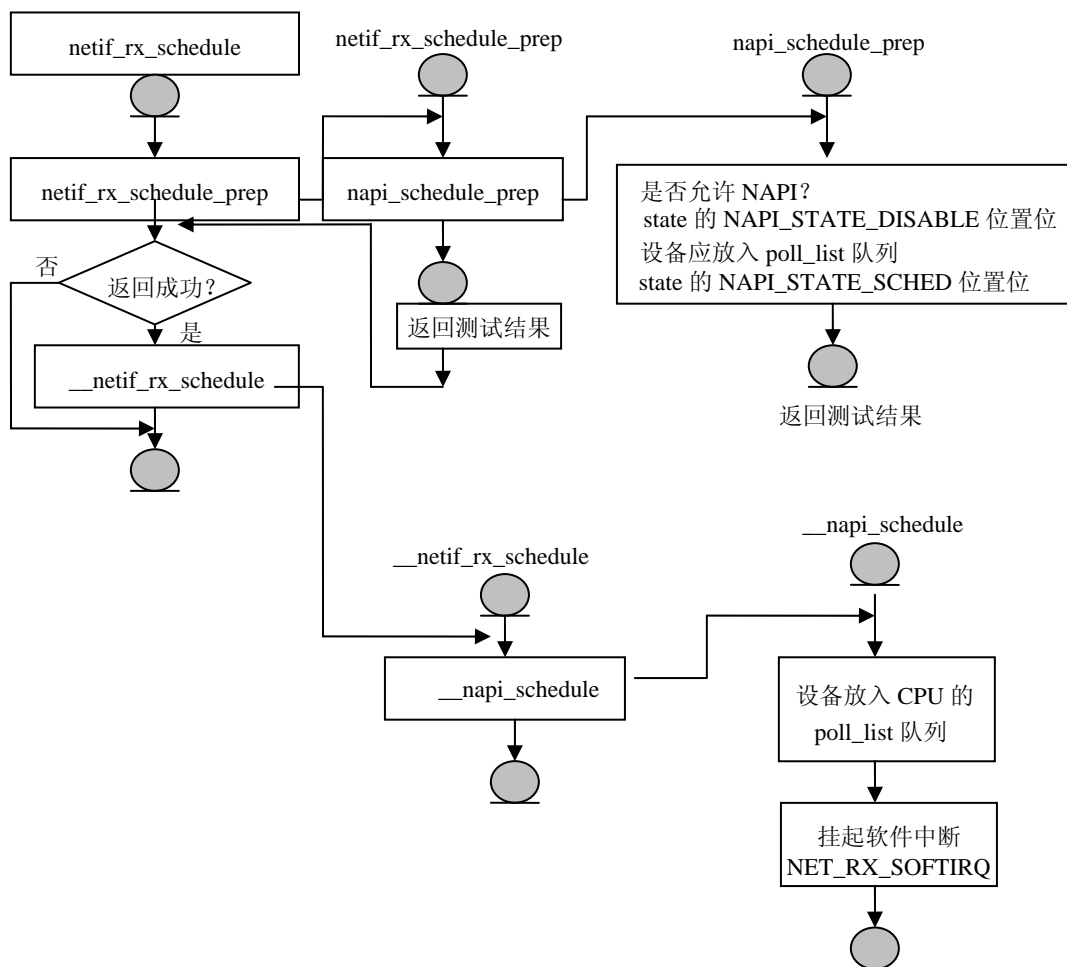 netif_rx_schedule
netif_rx_schedule_prep
napi_schedule_prep
netif_rx_schedule_prep
napi_schedule_prep
是否允许 NAPI？
state 的 NAPI_STATE_DISABLE 位置位
设备应放入 poll_list 队列
state 的 NAPI_STATE_SCHED 位置位
否
返回成功？
是
返回测试结果
__netif_rx_schedule
返回测试结果
__netif_rx_schedule
__napi_schedule
__napi_schedule
设备放入 CPU 的
poll_list 队列
挂起软件中断
NET_RX_SOFTIRQ